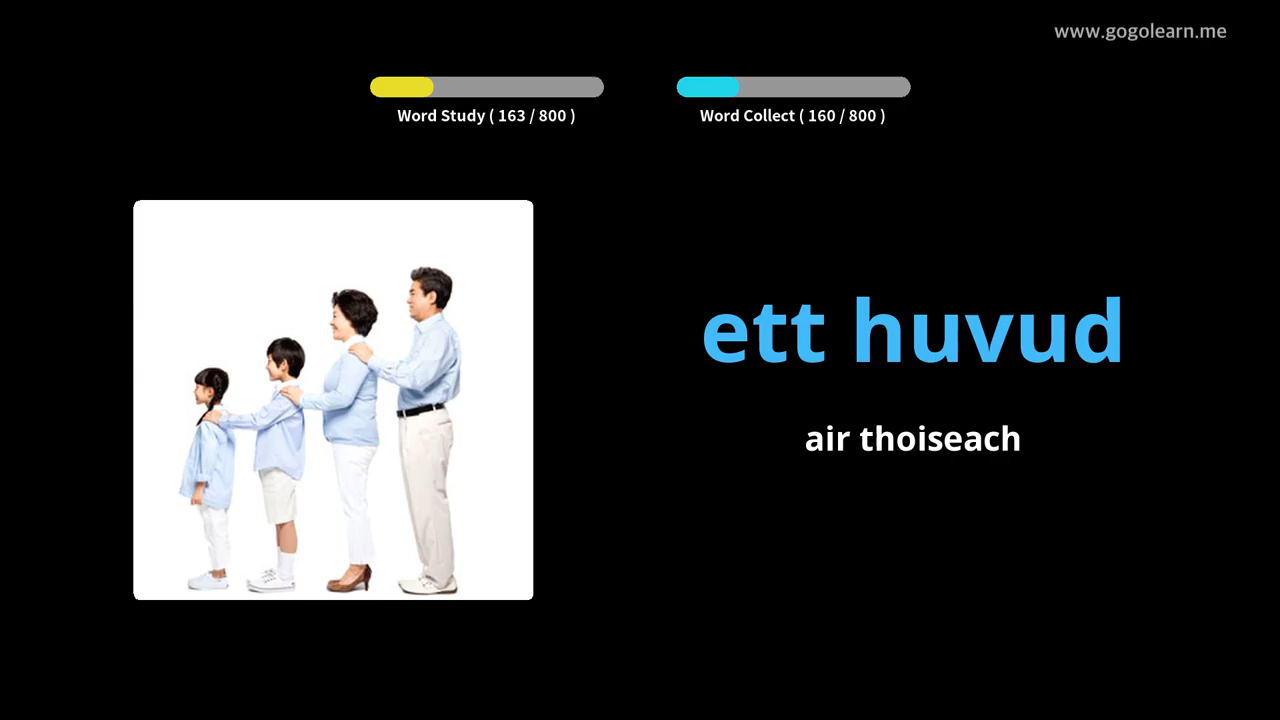 www.gogolearn.me
Word Study ( 163 / 800 )
Word Collect ( 160 / 800 )
ett huvud
air thoiseach